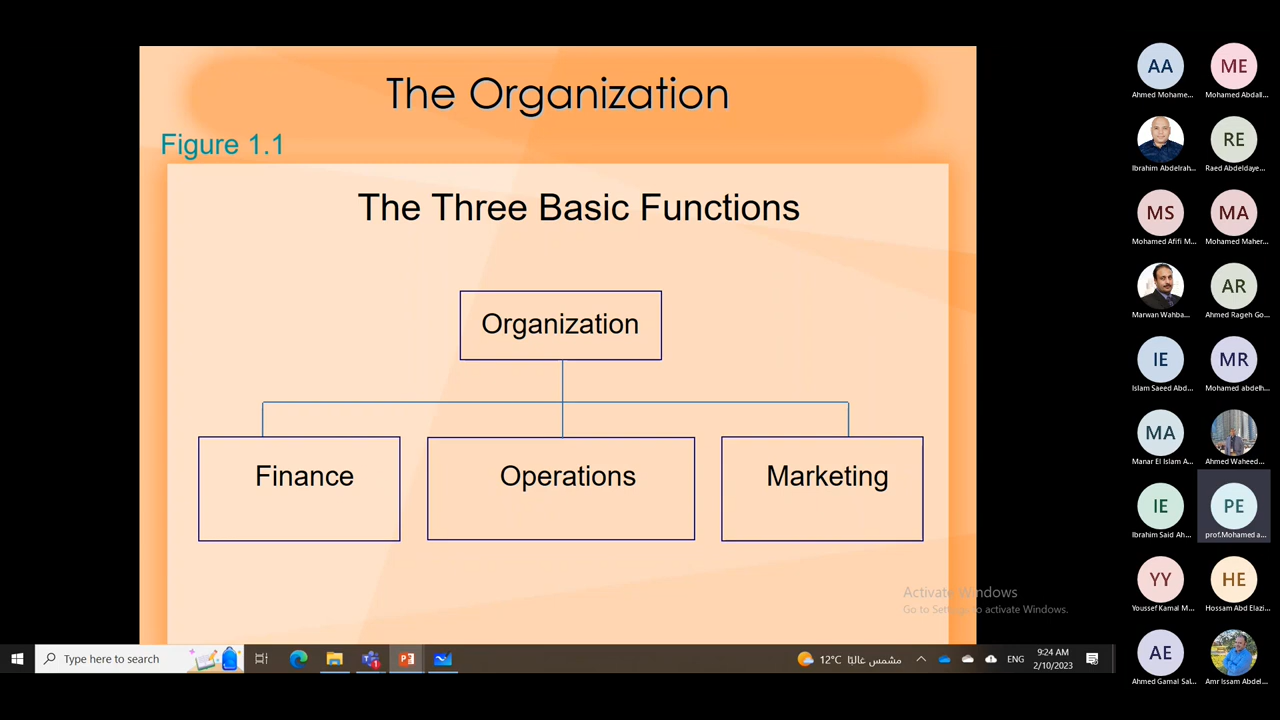 The Organization
Figure 1.1
The Three Basic Functions
Organization
Finance
Operations
Marketing
Activate Windows
Go to Settings to activate Windows.
Type here to search
12°C مشمس غالبًا
ENG
9:24 AM
2/10/2023
AA
Ahmed Mohame...
ME
Mohamed Abdall...
Ibrahim Abdelrah...
RE
Raed Abdeldaye...
MS
Mohamed Afifi M...
MA
Mohamed Maher...
Marwan Wahba...
AR
Ahmed Rageh Go...
IE
Islam Saeed Abd...
MR
Mohamed abdelh...
MA
Manar El Islam A...
Ahmed Waheed...
IE
Ibrahim Said Ah...
PE
prof.Mohamed a...
YY
Youssef Kamal M...
HE
Hossam Abd Elazi...
AE
Ahmed Gamal Sal...
Amr Issam Abdel...